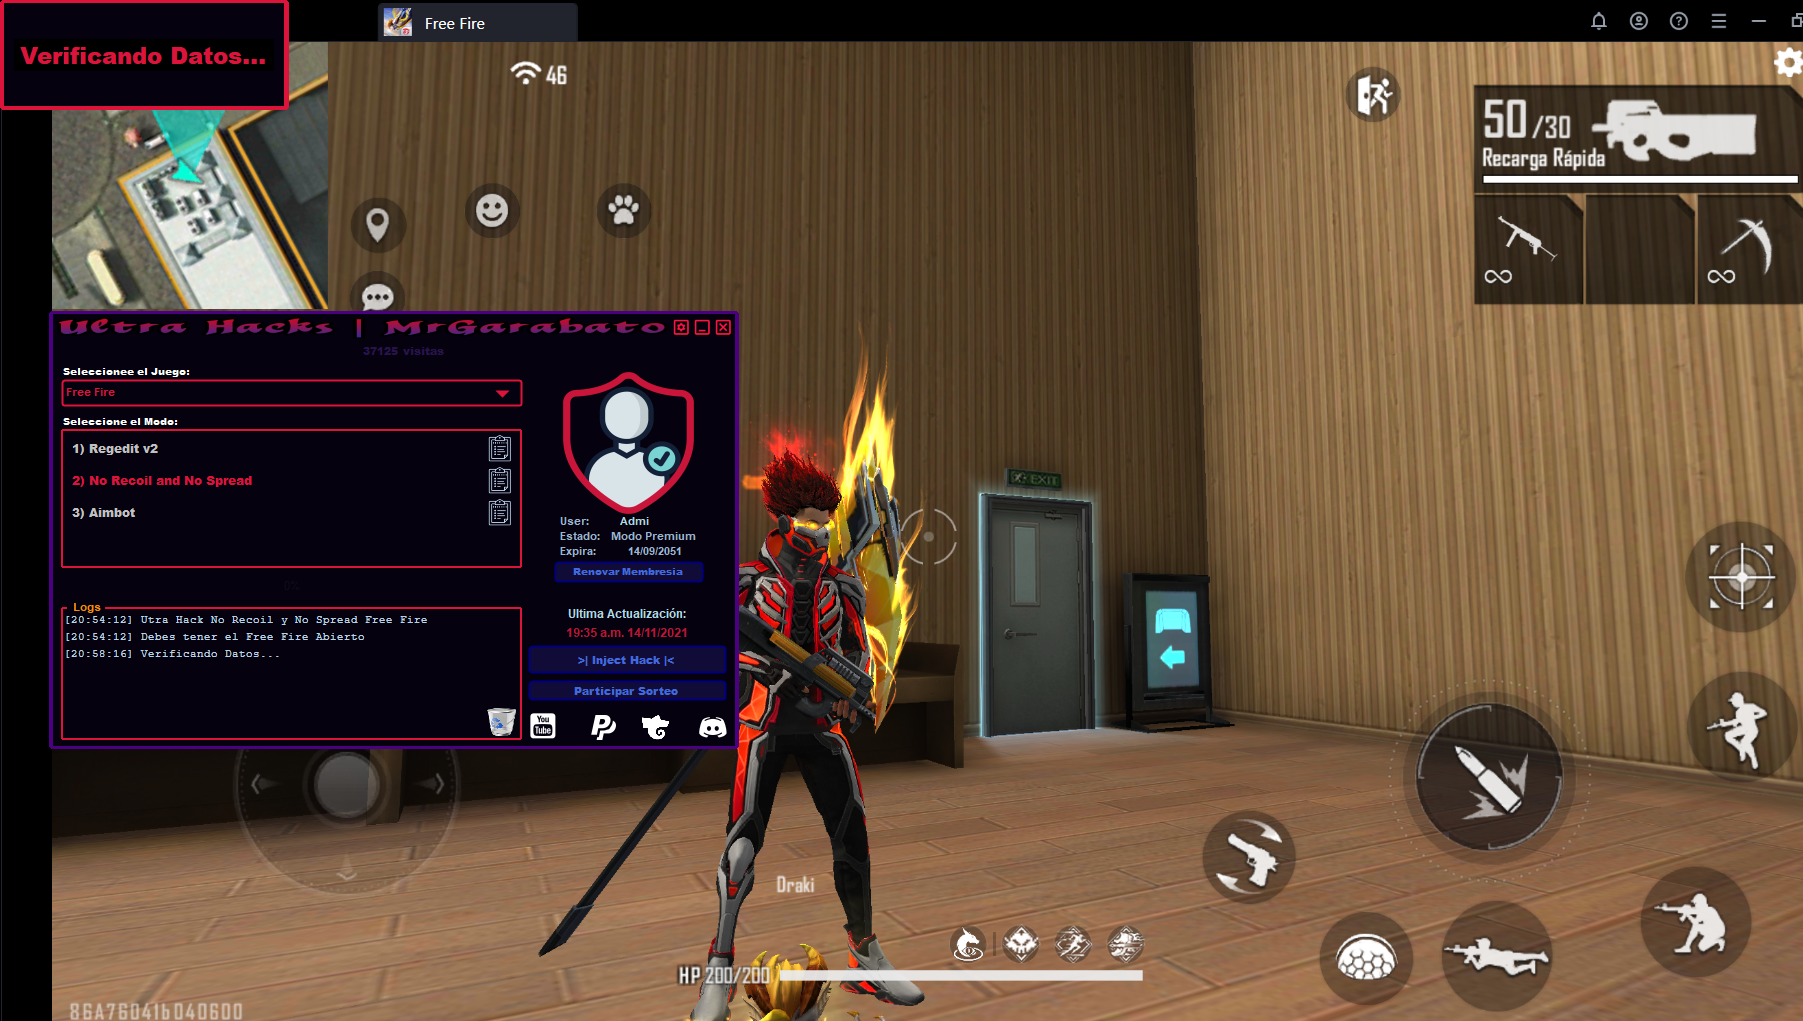 Verificando Datos...
Free Fire
46
50/30
Recarga Rápida
Ultra Hacks | MrGarabato
37125 visitas
Seleccionee el Juego:
Free Fire
Seleccione el Modo:
1) Regedit v2
2) No Recoil and No Spread
3) Aimbot
0%
User: Admi
Estado: Modo Premium
Expira: 14/09/2051
Renovar Membresia
Logs
[20:54:12] Utra Hack No Recoil y No Spread Free Fire
[20:54:12] Debes tener el Free Fire Abierto
[20:58:16] Verificando Datos...
Ultima Actualización:
19:35 a.m. 14/11/2021
>| Inject Hack |<
Participar Sorteo
You
Tube
EXIT
Draki
HP 200/200
86A76041b040600